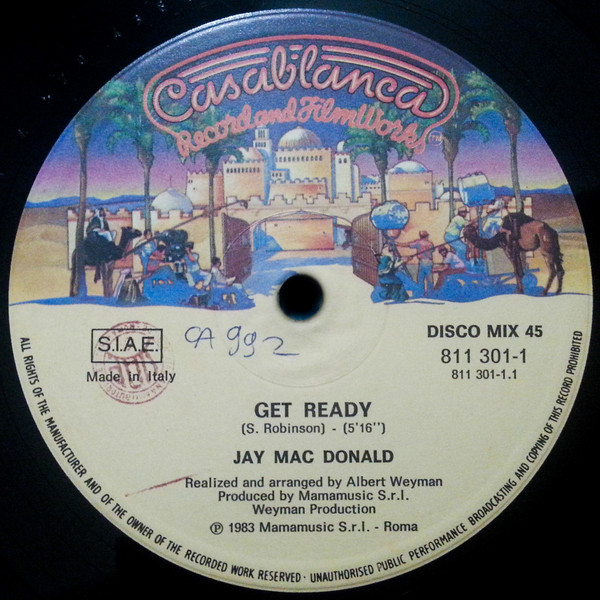 Casablanca
Record and FilmWorks
S.I.A.E.
Made in Italy
CA 992
DISCO MIX 45
811 301-1
811 301-1.1
GET READY
(S. Robinson) - (5'16'')
JAY MAC DONALD
Realized and arranged by Albert Weyman
Produced by Mamamusic S.r.l.
Weyman Production
℗ 1983 Mamamusic S.r.l. - Roma
ALL RIGHTS OF THE MANUFACTURER AND OF THE OWNER OF THE RECORDED WORK RESERVED · UNAUTHORISED PUBLIC PERFORMANCE BROADCASTING AND COPYING OF THIS RECORD PROHIBITED